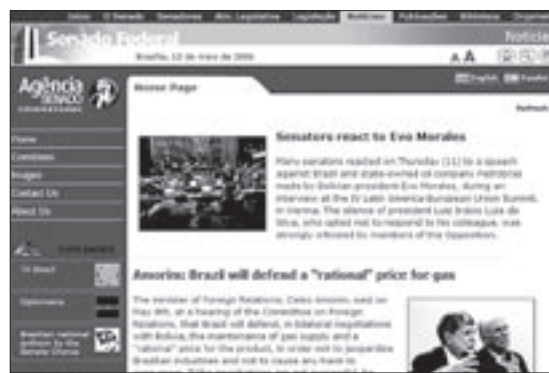 Início O Senado Senadores Ativ. Legislativa Legislação Notícias Publicações Biblioteca
Senado Federal
Notícias
Brasília, 12 de maio de 2006
A A
English Español
Agência
SENADO
Home Page
Home
Comissions
Images
Contact Us
About Us
Senators react to Evo Morales
Many senators reacted on Thursday (11) to a speech
against Brazil and state-owned oil company Petrobras
made by Bolivian president Evo Morales, during an
interview at the IV Latin America-European Union Summit,
in Vienna. The silence of president Luiz Inácio Lula da
Silva, who opted not to respond to his colleague, was
strongly criticized by members of the Opposition.
Amorim: Brazil will defend a "rational" price for gas
The minister of Foreign Relations, Celso Amorim, said on
May 9th, at a hearing of the Committee on Foreign
Relations, that Brazil will defend, in bilateral negotiations
with Bolivia, the maintenance of gas supply and a
"rational" price for the product, in order not to jeopardize
Brazilian industries and not to cause any harm to
TV Senado
Diplomacy
Brazilian national
anthem by the
Senate Chorus